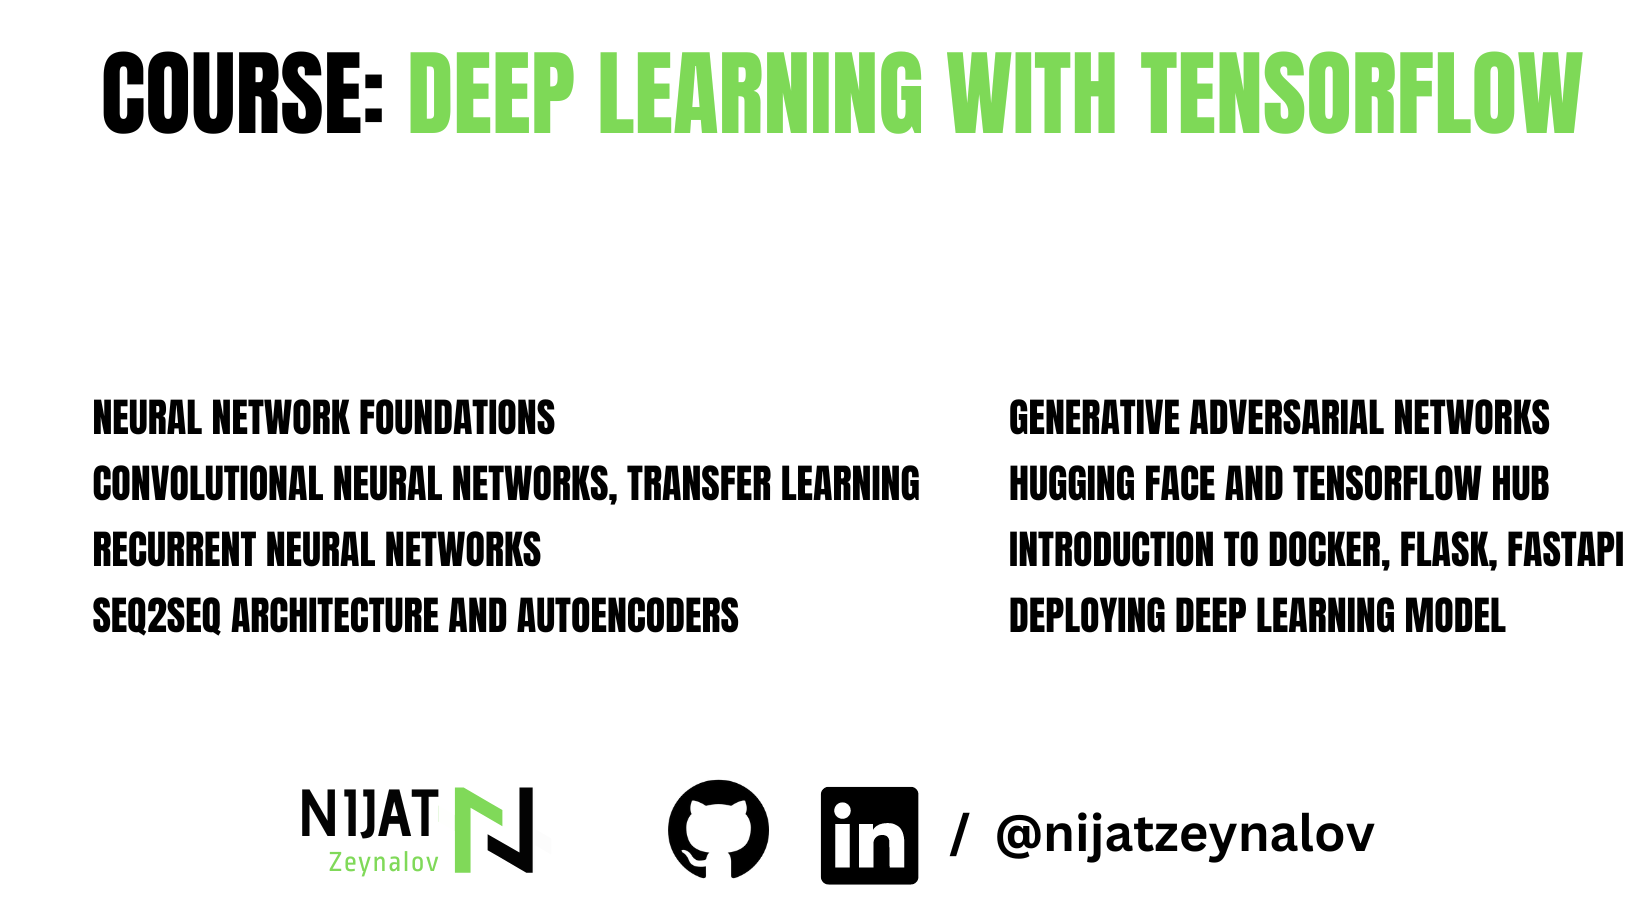 COURSE: DEEP LEARNING WITH TENSORFLOW
NEURAL NETWORK FOUNDATIONS
CONVOLUTIONAL NEURAL NETWORKS, TRANSFER LEARNING
RECURRENT NEURAL NETWORKS
SEQ2SEQ ARCHITECTURE AND AUTOENCODERS
GENERATIVE ADVERSARIAL NETWORKS
HUGGING FACE AND TENSORFLOW HUB
INTRODUCTION TO DOCKER, FLASK, FASTAPI
DEPLOYING DEEP LEARNING MODEL
NIJAT
Zeynalov
in / @nijatzeynalov